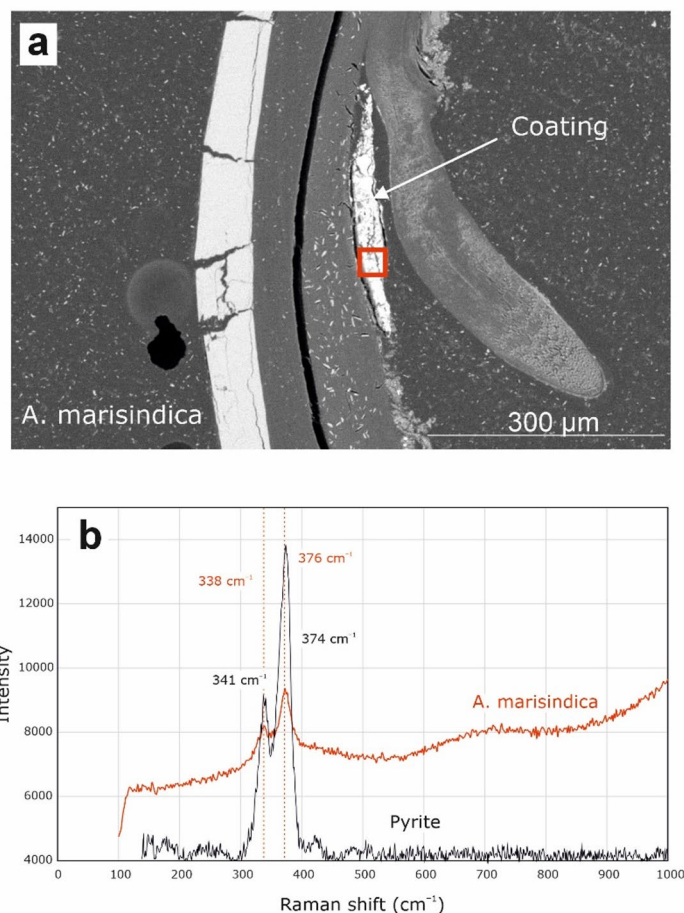 a
Coating
A. marisindica
300 µm
b
14000
12000
10000
8000
6000
4000
Intensity
376 cm⁻¹
338 cm⁻¹
374 cm⁻¹
341 cm⁻¹
A. marisindica
Pyrite
0 100 200 300 400 500 600 700 800 900 1000
Raman shift (cm⁻¹)